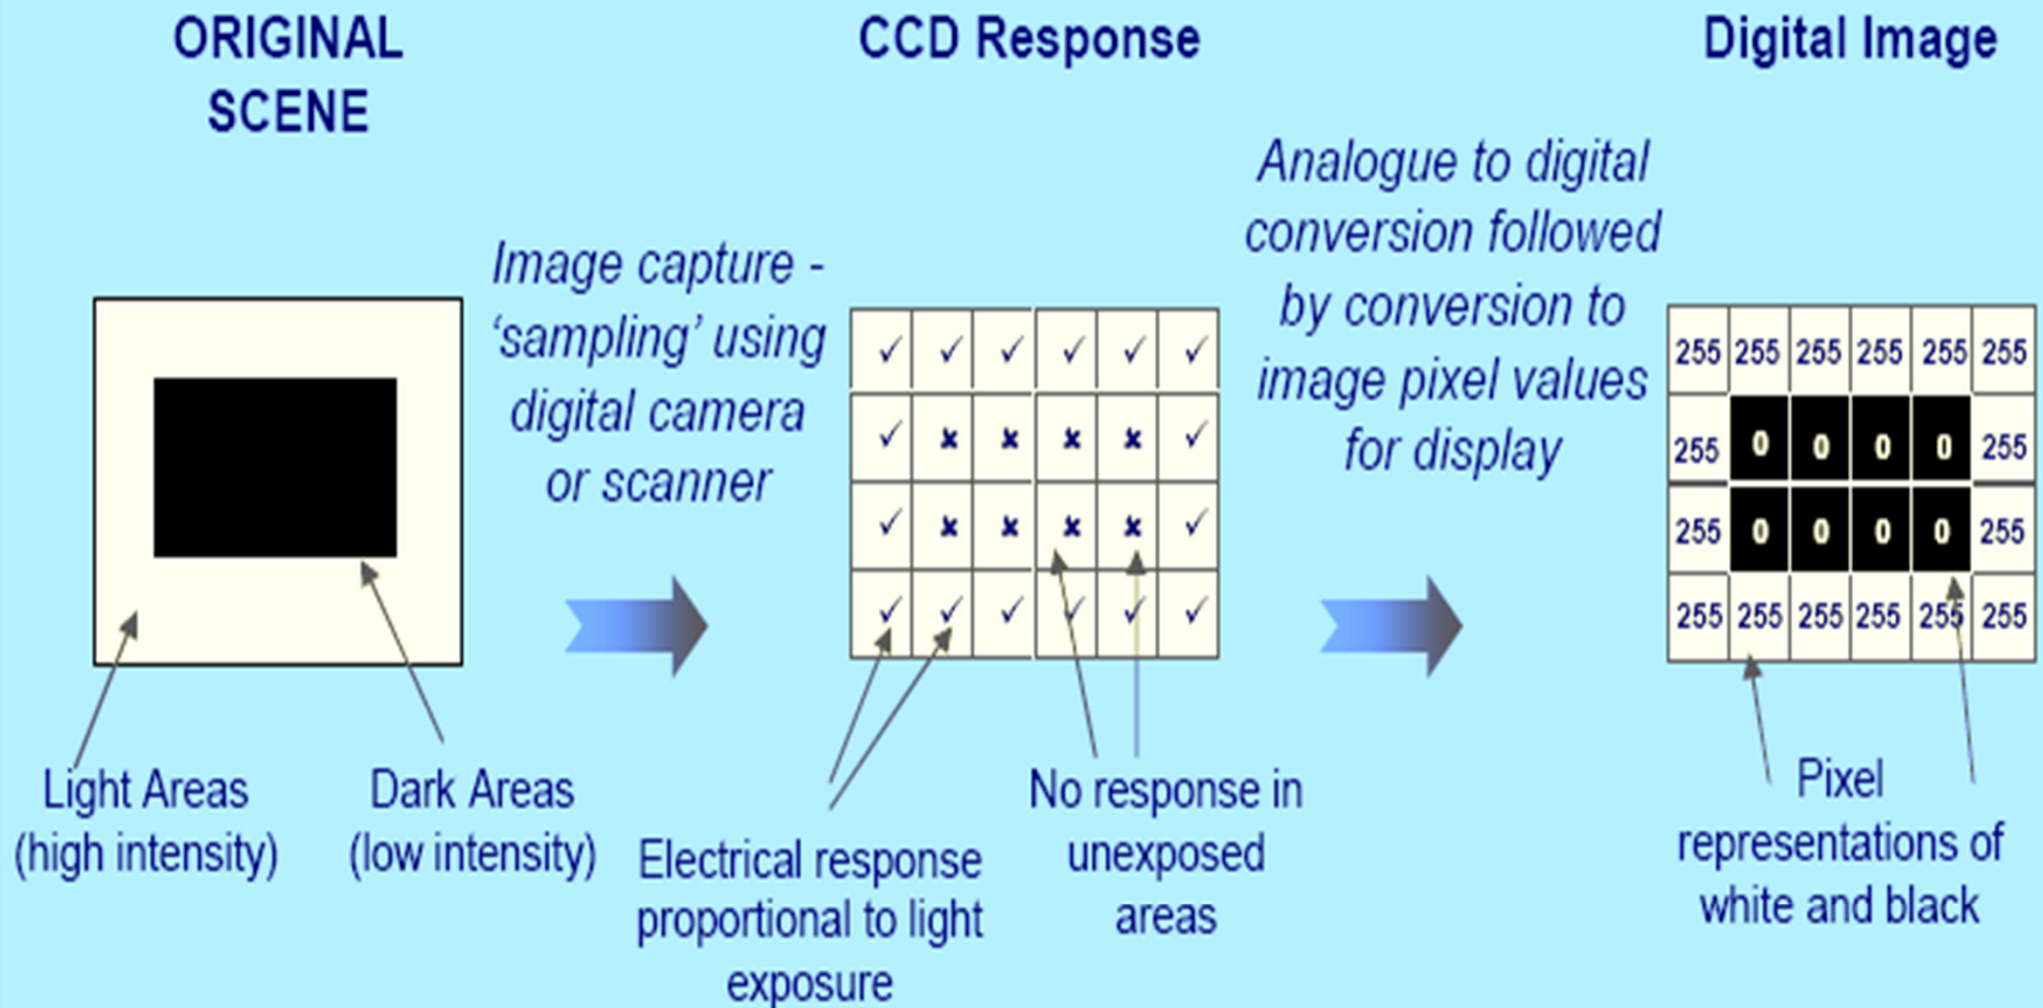 ORIGINAL
SCENE
CCD Response
Digital Image
Image capture -
‘sampling’ using
digital camera
or scanner
Analogue to digital
conversion followed
by conversion to
image pixel values
for display
✓ ✓ ✓ ✓ ✓ ✓
✓ ✘ ✘ ✘ ✘ ✓
✓ ✘ ✘ ✘ ✘ ✓
✓ ✓ ✓ ✓ ✓ ✓
255 255 255 255 255 255
255 0 0 0 0 255
255 0 0 0 0 255
255 255 255 255 255 255
Light Areas
(high intensity)
Dark Areas
(low intensity)
Electrical response
proportional to light
exposure
No response in
unexposed
areas
Pixel
representations of
white and black